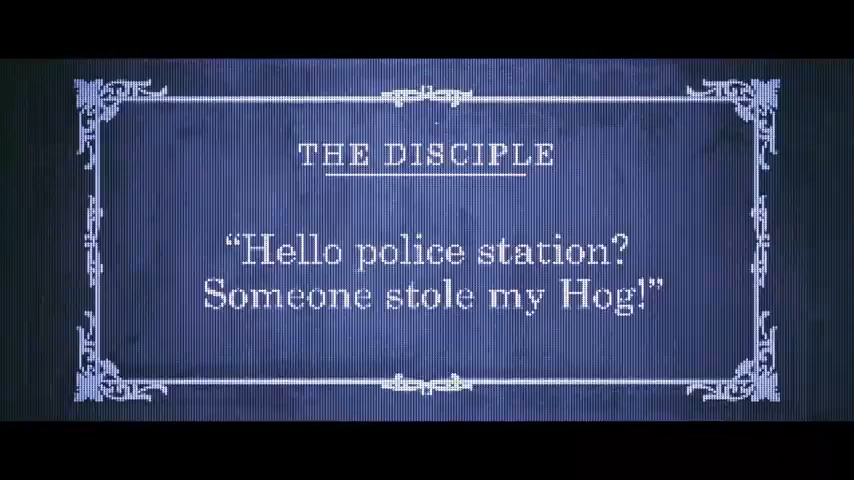 THE DISCIPLE
“Hello police station?
Someone stole my Hog!”